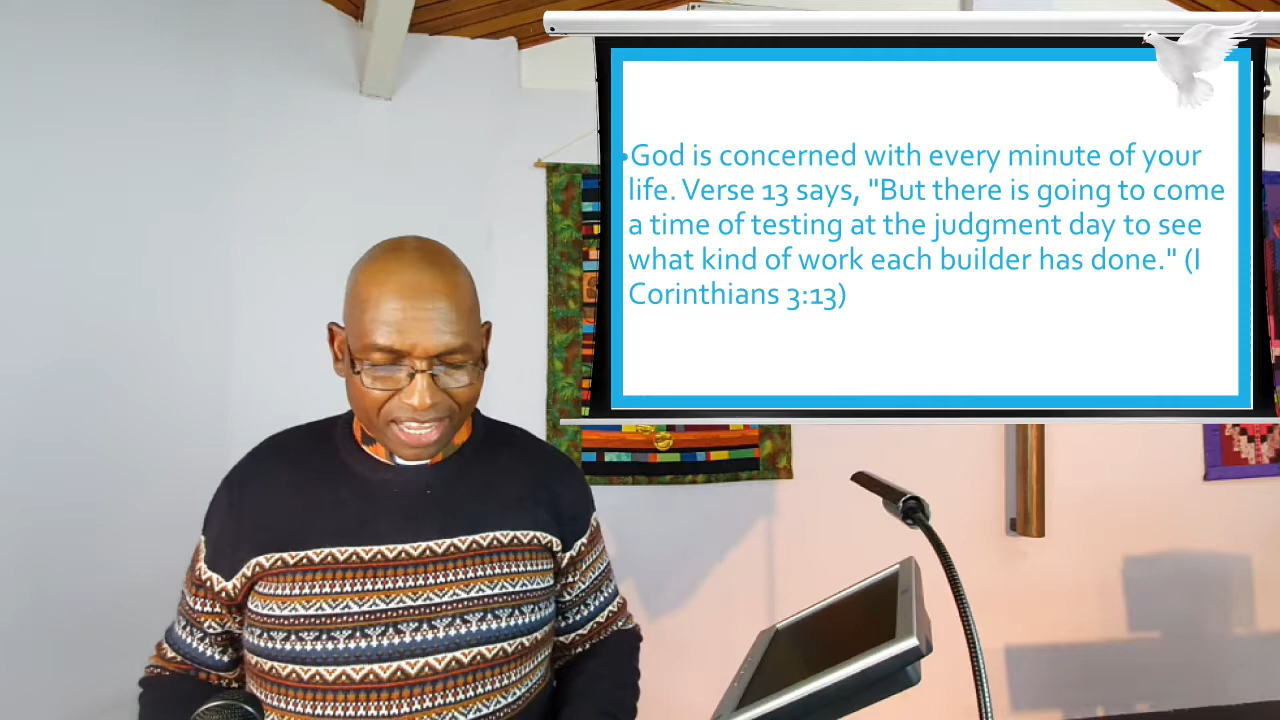 •God is concerned with every minute of your
life. Verse 13 says, "But there is going to come
a time of testing at the judgment day to see
what kind of work each builder has done." (I
Corinthians 3:13)